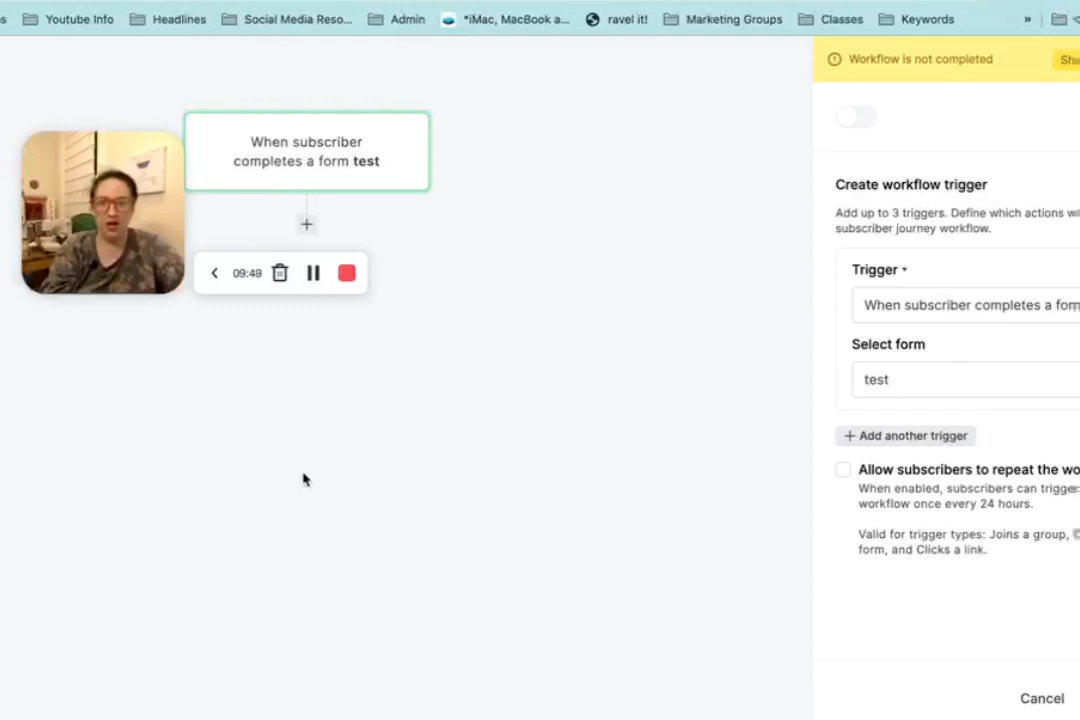 Youtube Info
Headlines
Social Media Reso...
Admin
*iMac, MacBook a...
ravel it!
Marketing Groups
Classes
Keywords
»
Workflow is not completed
When subscriber
completes a form test
09:49
Create workflow trigger
Add up to 3 triggers. Define which actions
subscriber journey workflow.
Trigger
When subscriber completes a form
Select form
test
+ Add another trigger
Allow subscribers to repeat the wo
When enabled, subscribers can trigger
workflow once every 24 hours.
Valid for trigger types: Joins a group,
form, and Clicks a link.
Cancel